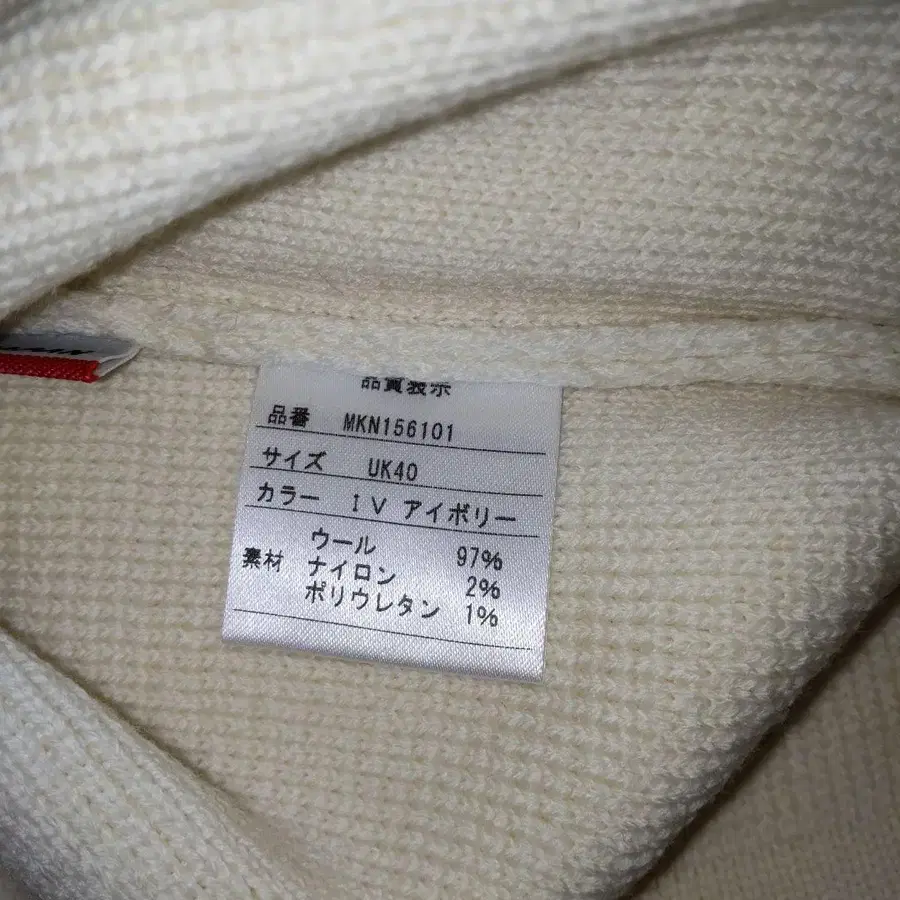 品質表示
品番 MKN156101
サイズ UK40
カラー IV アイボリー
素材 ウール 97%
ナイロン 2%
ポリウレタン 1%